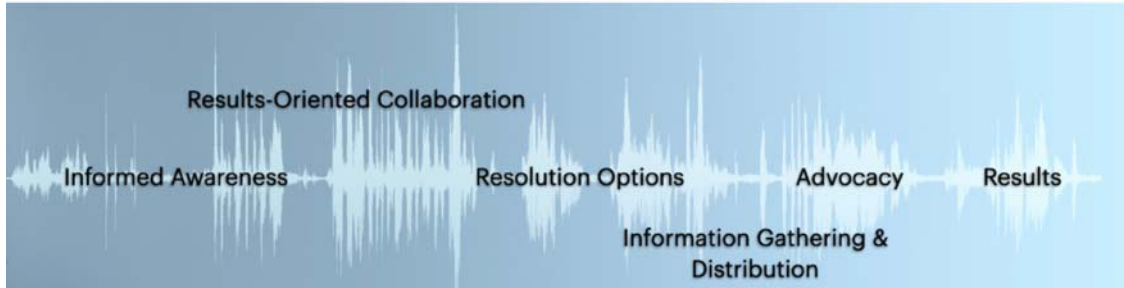 Results-Oriented Collaboration
Informed Awareness
Resolution Options
Advocacy
Results
Information Gathering &
Distribution